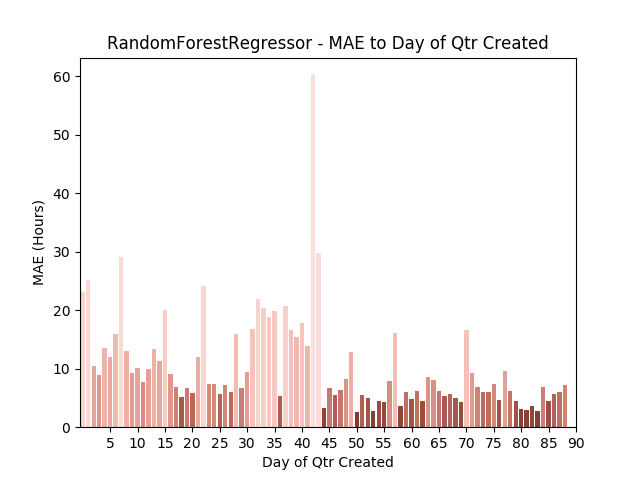 RandomForestRegressor - MAE to Day of Qtr Created
MAE (Hours)
60
50
40
30
20
10
0
5 10 15 20 25 30 35 40 45 50 55 60 65 70 75 80 85 90
Day of Qtr Created